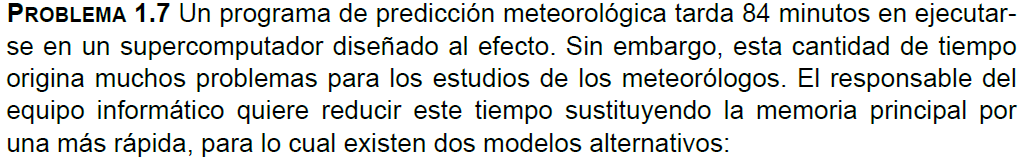 PROBLEMA 1.7 Un programa de predicción meteorológica tarda 84 minutos en ejecutar-
se en un supercomputador diseñado al efecto. Sin embargo, esta cantidad de tiempo
origina muchos problemas para los estudios de los meteorólogos. El responsable del
equipo informático quiere reducir este tiempo sustituyendo la memoria principal por
una más rápida, para lo cual existen dos modelos alternativos: